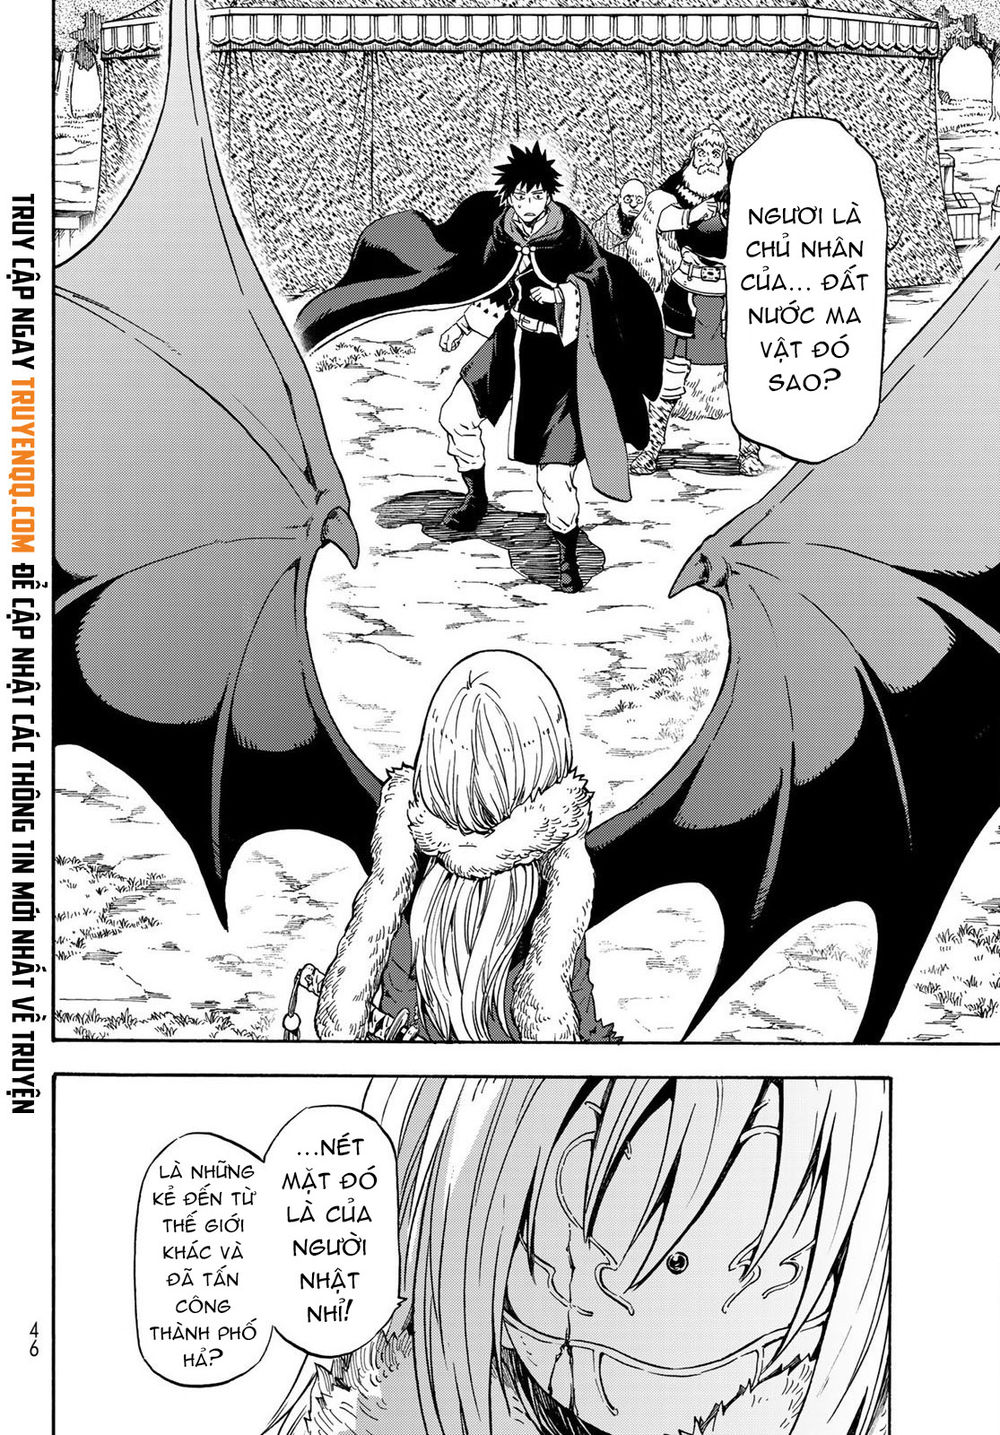 NGƯƠI LÀ
CHỦ NHÂN
CỦA... ĐẤT
NƯỚC MA
VẬT ĐÓ
SAO?
...NÉT
MẶT ĐÓ
LÀ CỦA
NGƯỜI
NHẬT
NHỈ!
LÀ NHỮNG
KẺ ĐẾN TỪ
THẾ GIỚI
KHÁC VÀ
ĐÃ TẤN
CÔNG
THÀNH PHỐ
HẢ?
TRUY CẬP NGAY TRUYENQQ.COM ĐỂ CẬP NHẬT CÁC THÔNG TIN MỚI NHẤT VỀ TRUYỆN
46